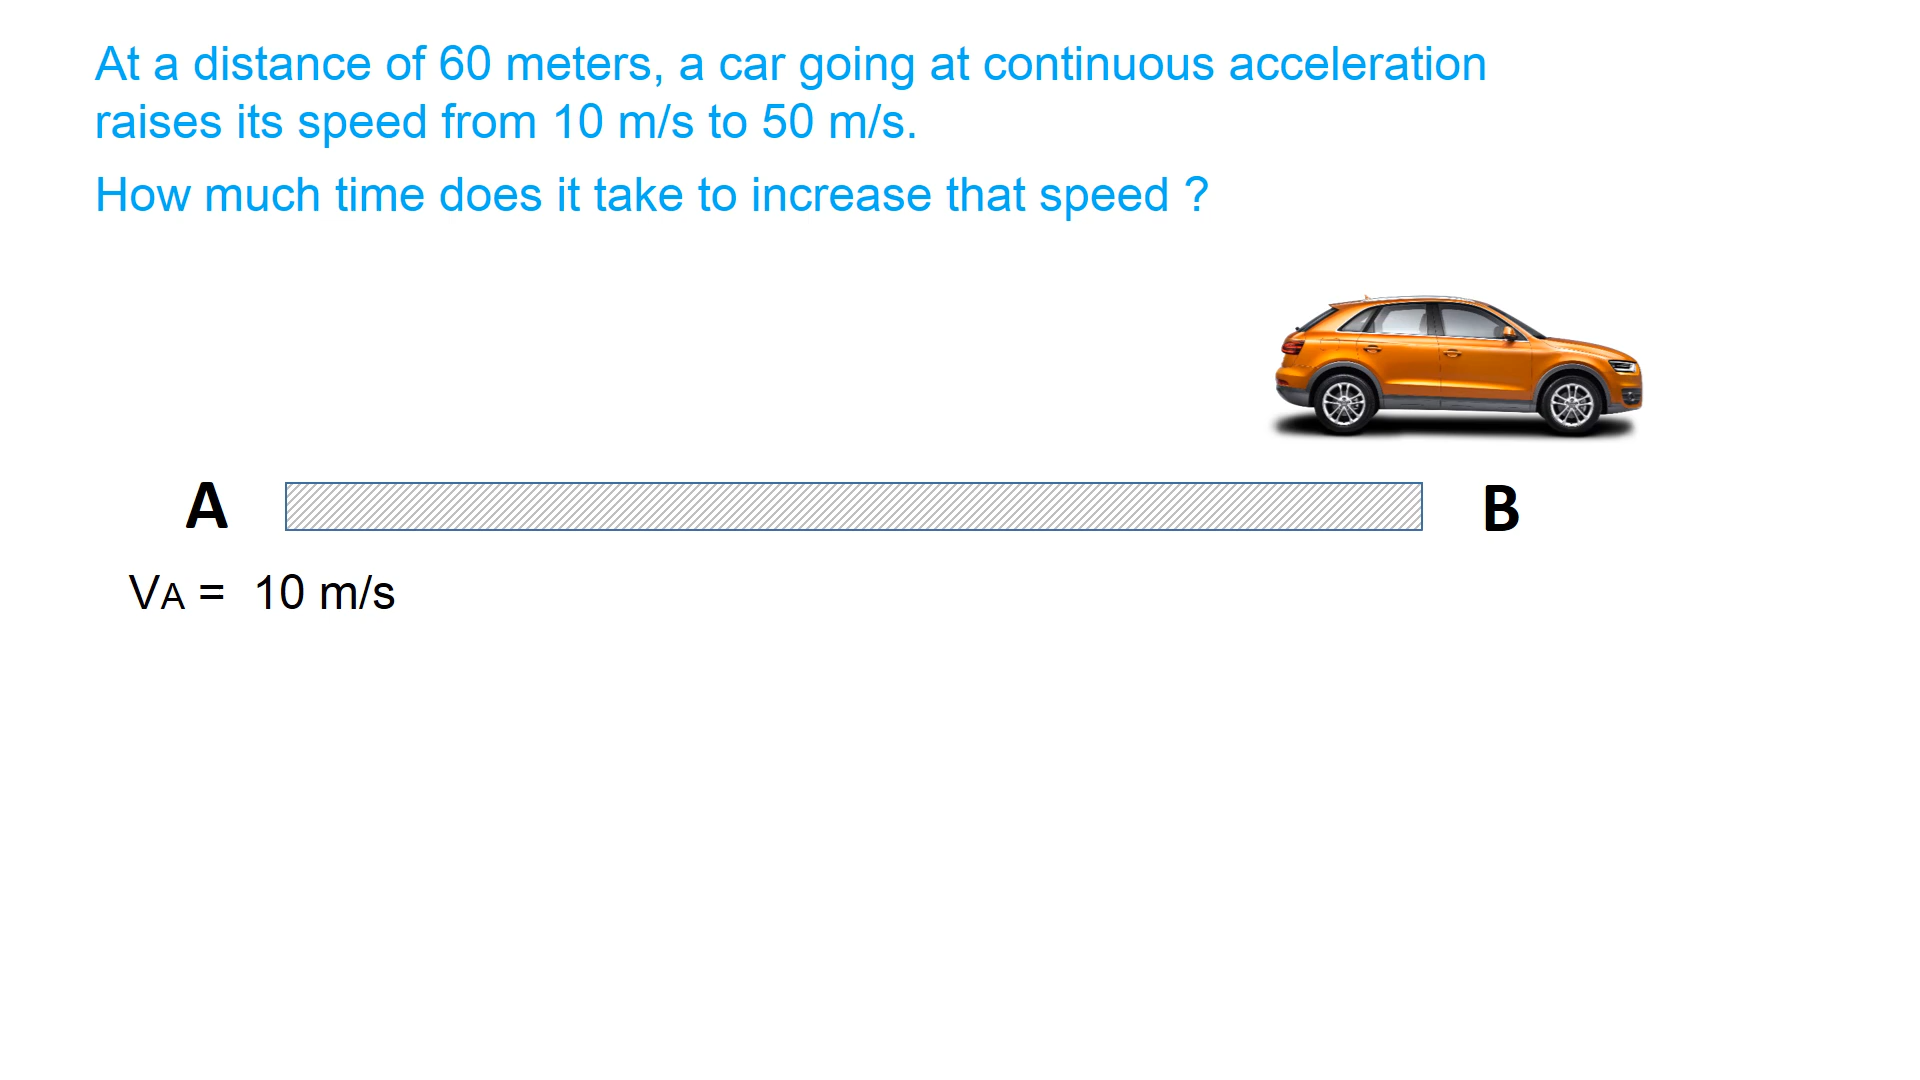 At a distance of 60 meters, a car going at continuous acceleration
raises its speed from 10 m/s to 50 m/s.
How much time does it take to increase that speed ?
A
B
VA = 10 m/s